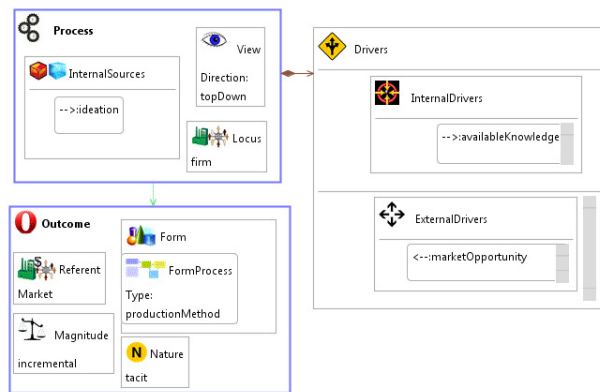 Process
InternalSources
-->:ideation
View
Direction:
topDown
Locus
firm
Drivers
InternalDrivers
-->:availableKnowledge
ExternalDrivers
<--:marketOpportunity
Outcome
Referent
Market
Magnitude
incremental
Form
FormProcess
Type:
productionMethod
N
Nature
tacit